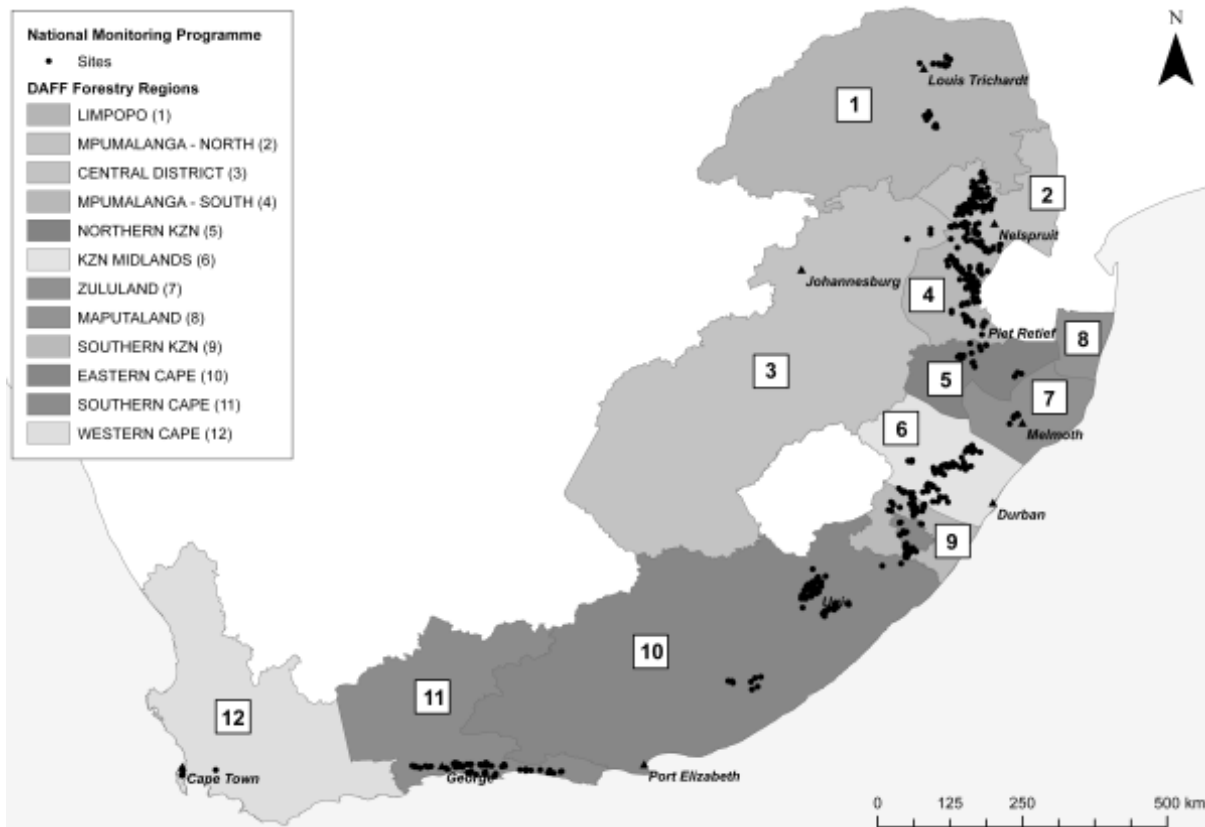 National Monitoring Programme
Sites
DAFF Forestry Regions
LIMPOPO (1)
MPUMALANGA - NORTH (2)
CENTRAL DISTRICT (3)
MPUMALANGA - SOUTH (4)
NORTHERN KZN (5)
KZN MIDLANDS (6)
ZULULAND (7)
MAPUTALAND (8)
SOUTHERN KZN (9)
EASTERN CAPE (10)
SOUTHERN CAPE (11)
WESTERN CAPE (12)
N
Louis Trichardt
1
2
Nelspruit
Johannesburg
4
Piet Retief
8
3
5
7
Melmoth
6
Durban
9
10
11
12
Cape Town
George
Port Elizabeth
0 125 250 500 km